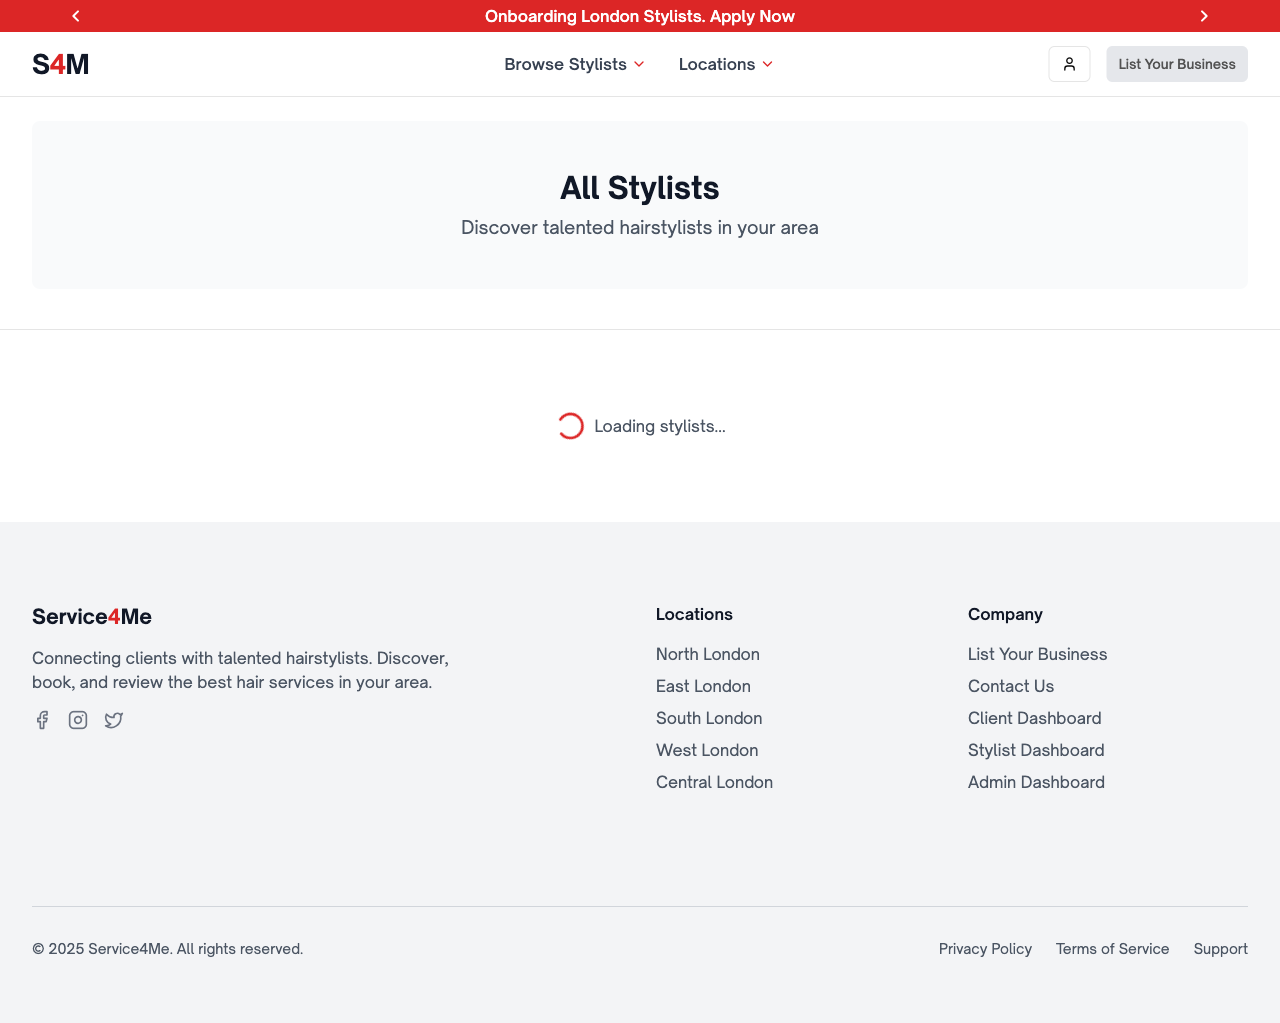 Onboarding London Stylists. Apply Now
S4M
Browse Stylists
Locations
List Your Business
All Stylists
Discover talented hairstylists in your area
Loading stylists...
Service4Me
Connecting clients with talented hairstylists. Discover,
book, and review the best hair services in your area.
Locations
North London
East London
South London
West London
Central London
Company
List Your Business
Contact Us
Client Dashboard
Stylist Dashboard
Admin Dashboard
© 2025 Service4Me. All rights reserved.
Privacy Policy
Terms of Service
Support